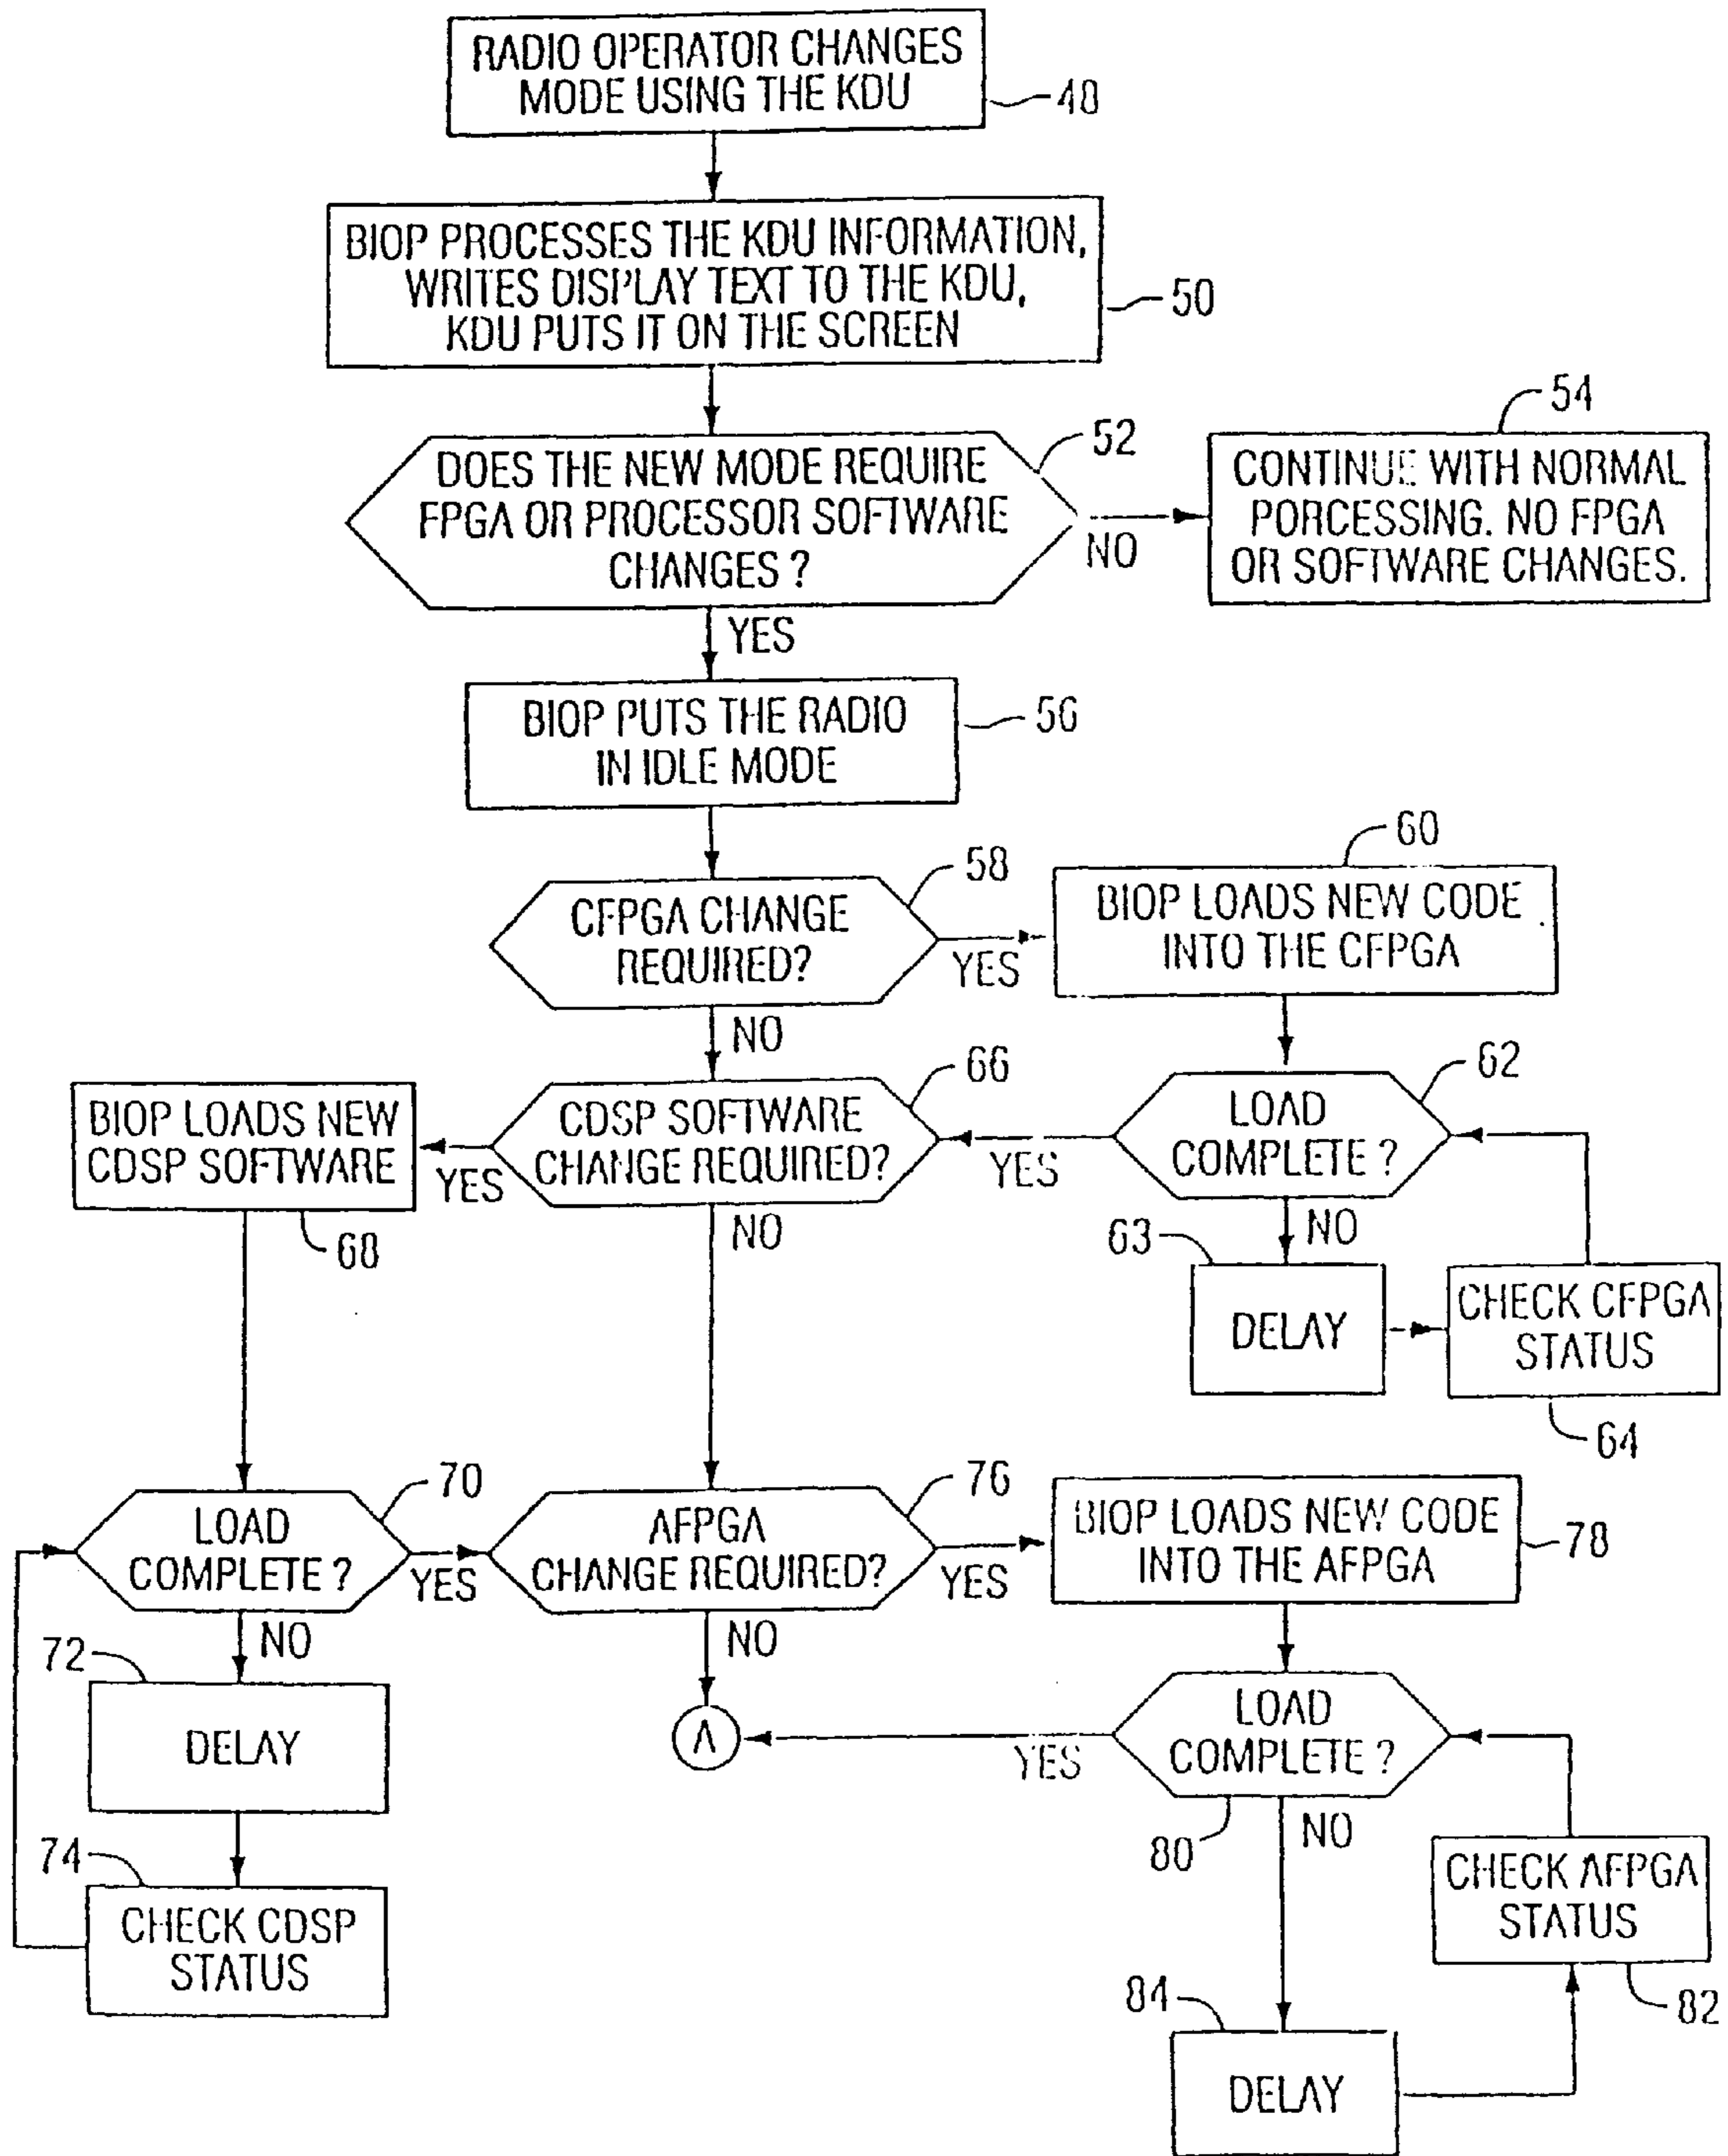 RADIO OPERATOR CHANGES
MODE USING THE KDU
48
BIOP PROCESSES THE KDU INFORMATION,
WRITES DISPLAY TEXT TO THE KDU,
KDU PUTS IT ON THE SCREEN
50
DOES THE NEW MODE REQUIRE
FPGA OR PROCESSOR SOFTWARE
CHANGES ?
52
NO
54
CONTINUE WITH NORMAL
PORCESSING. NO FPGA
OR SOFTWARE CHANGES.
YES
BIOP PUTS THE RADIO
IN IDLE MODE
56
CFPGA CHANGE
REQUIRED?
58
YES
60
BIOP LOADS NEW CODE
INTO THE CFPGA
NO
CDSP SOFTWARE
CHANGE REQUIRED?
66
YES
LOAD
COMPLETE ?
62
YES
BIOP LOADS NEW
CDSP SOFTWARE
68
NO
NO
63
DELAY
CHECK CFPGA
STATUS
64
LOAD
COMPLETE ?
70
YES
AFPGA
CHANGE REQUIRED?
76
YES
BIOP LOADS NEW CODE
INTO THE AFPGA
78
NO
72
DELAY
74
CHECK CDSP
STATUS
NO
A
LOAD
COMPLETE ?
YES
80
NO
CHECK AFPGA
STATUS
82
84
DELAY